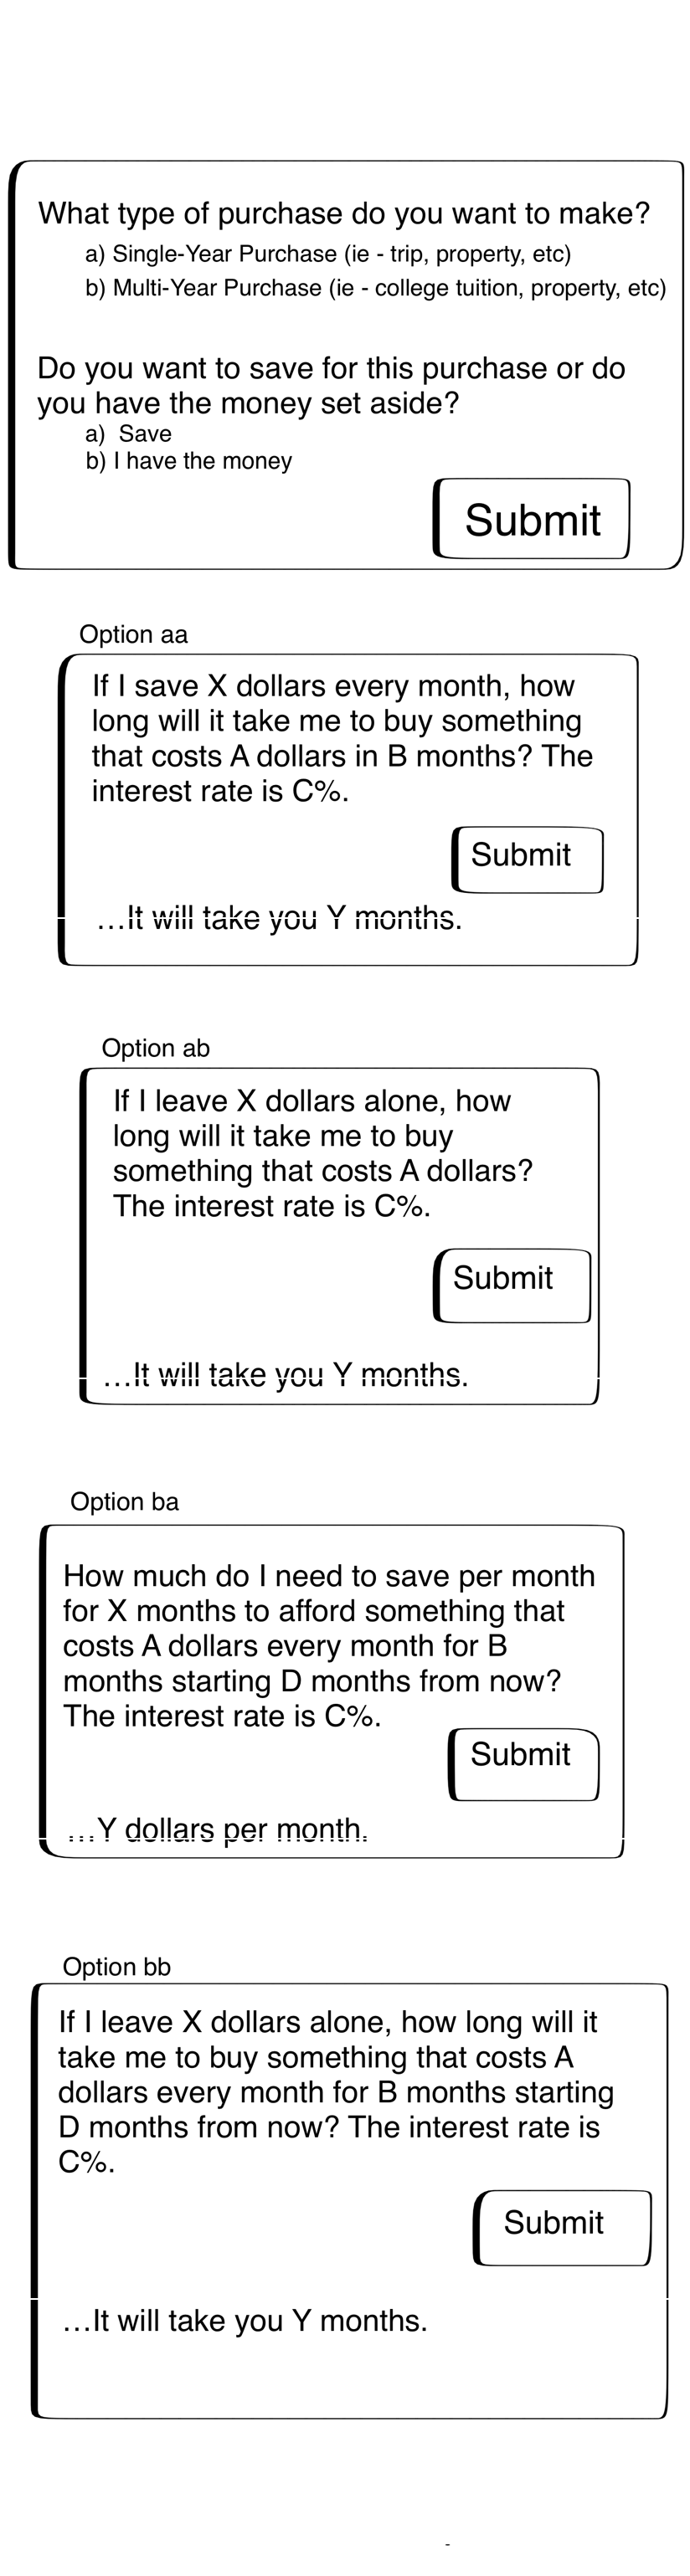 What type of purchase do you want to make?
a) Single-Year Purchase (ie - trip, property, etc)
b) Multi-Year Purchase (ie - college tuition, property, etc)
Do you want to save for this purchase or do
you have the money set aside?
a) Save
b) I have the money
Submit
Option aa
If I save X dollars every month, how
long will it take me to buy something
that costs A dollars in B months? The
interest rate is C%.
Submit
...It will take you Y months.
Option ab
If I leave X dollars alone, how
long will it take me to buy
something that costs A dollars?
The interest rate is C%.
Submit
...It will take you Y months.
Option ba
How much do I need to save per month
for X months to afford something that
costs A dollars every month for B
months starting D months from now?
The interest rate is C%.
Submit
...Y dollars per month.
Option bb
If I leave X dollars alone, how long will it
take me to buy something that costs A
dollars every month for B months starting
D months from now? The interest rate is
C%.
Submit
...It will take you Y months.
-